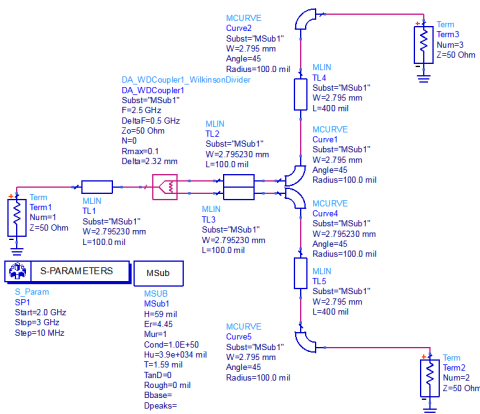 MCURVE
Curve2
Subst="MSub1"
W=2.795 mm
Angle=45
Radius=100.0 mil
Term
Term3
Num=3
Z=50 Ohm
DA_WDCoupler1_WilkinsonDivider
DA_WDCoupler1
Subst="MSub1"
F=2.5 GHz
DeltaF=0.5 GHz
Zo=50 Ohm
N=0
Rmax=0.1
Delta=2.32 mm
MLIN
TL4
Subst="MSub1"
W=2.795 mm
L=400 mil
MLIN
TL2
Subst="MSub1"
W=2.795230 mm
L=100.0 mil
MCURVE
Curve1
Subst="MSub1"
W=2.795 mm
Angle=45
Radius=100.0 mil
Term
Term1
Num=1
Z=50 Ohm
MLIN
TL1
Subst="MSub1"
W=2.795230 mm
L=100.0 mil
MLIN
TL3
Subst="MSub1"
W=2.795230 mm
L=100.0 mil
MCURVE
Curve4
Subst="MSub1"
W=2.795230 mm
Angle=45
Radius=100.0 mil
S-PARAMETERS
MSub
S_Param
SP1
Start=2.0 GHz
Stop=3 GHz
Step=10 MHz
MSUB
MSub1
H=59 mil
Er=4.45
Mur=1
Cond=1.0E+50
Hu=3.9e+034 mil
T=1.59 mil
TanD=0
Rough=0 mil
Bbase=
Dpeaks=
MLIN
TL5
Subst="MSub1"
W=2.795 mm
L=400 mil
MCURVE
Curve5
Subst="MSub1"
W=2.795 mm
Angle=45
Radius=100.0 mil
Term
Term2
Num=2
Z=50 Ohm